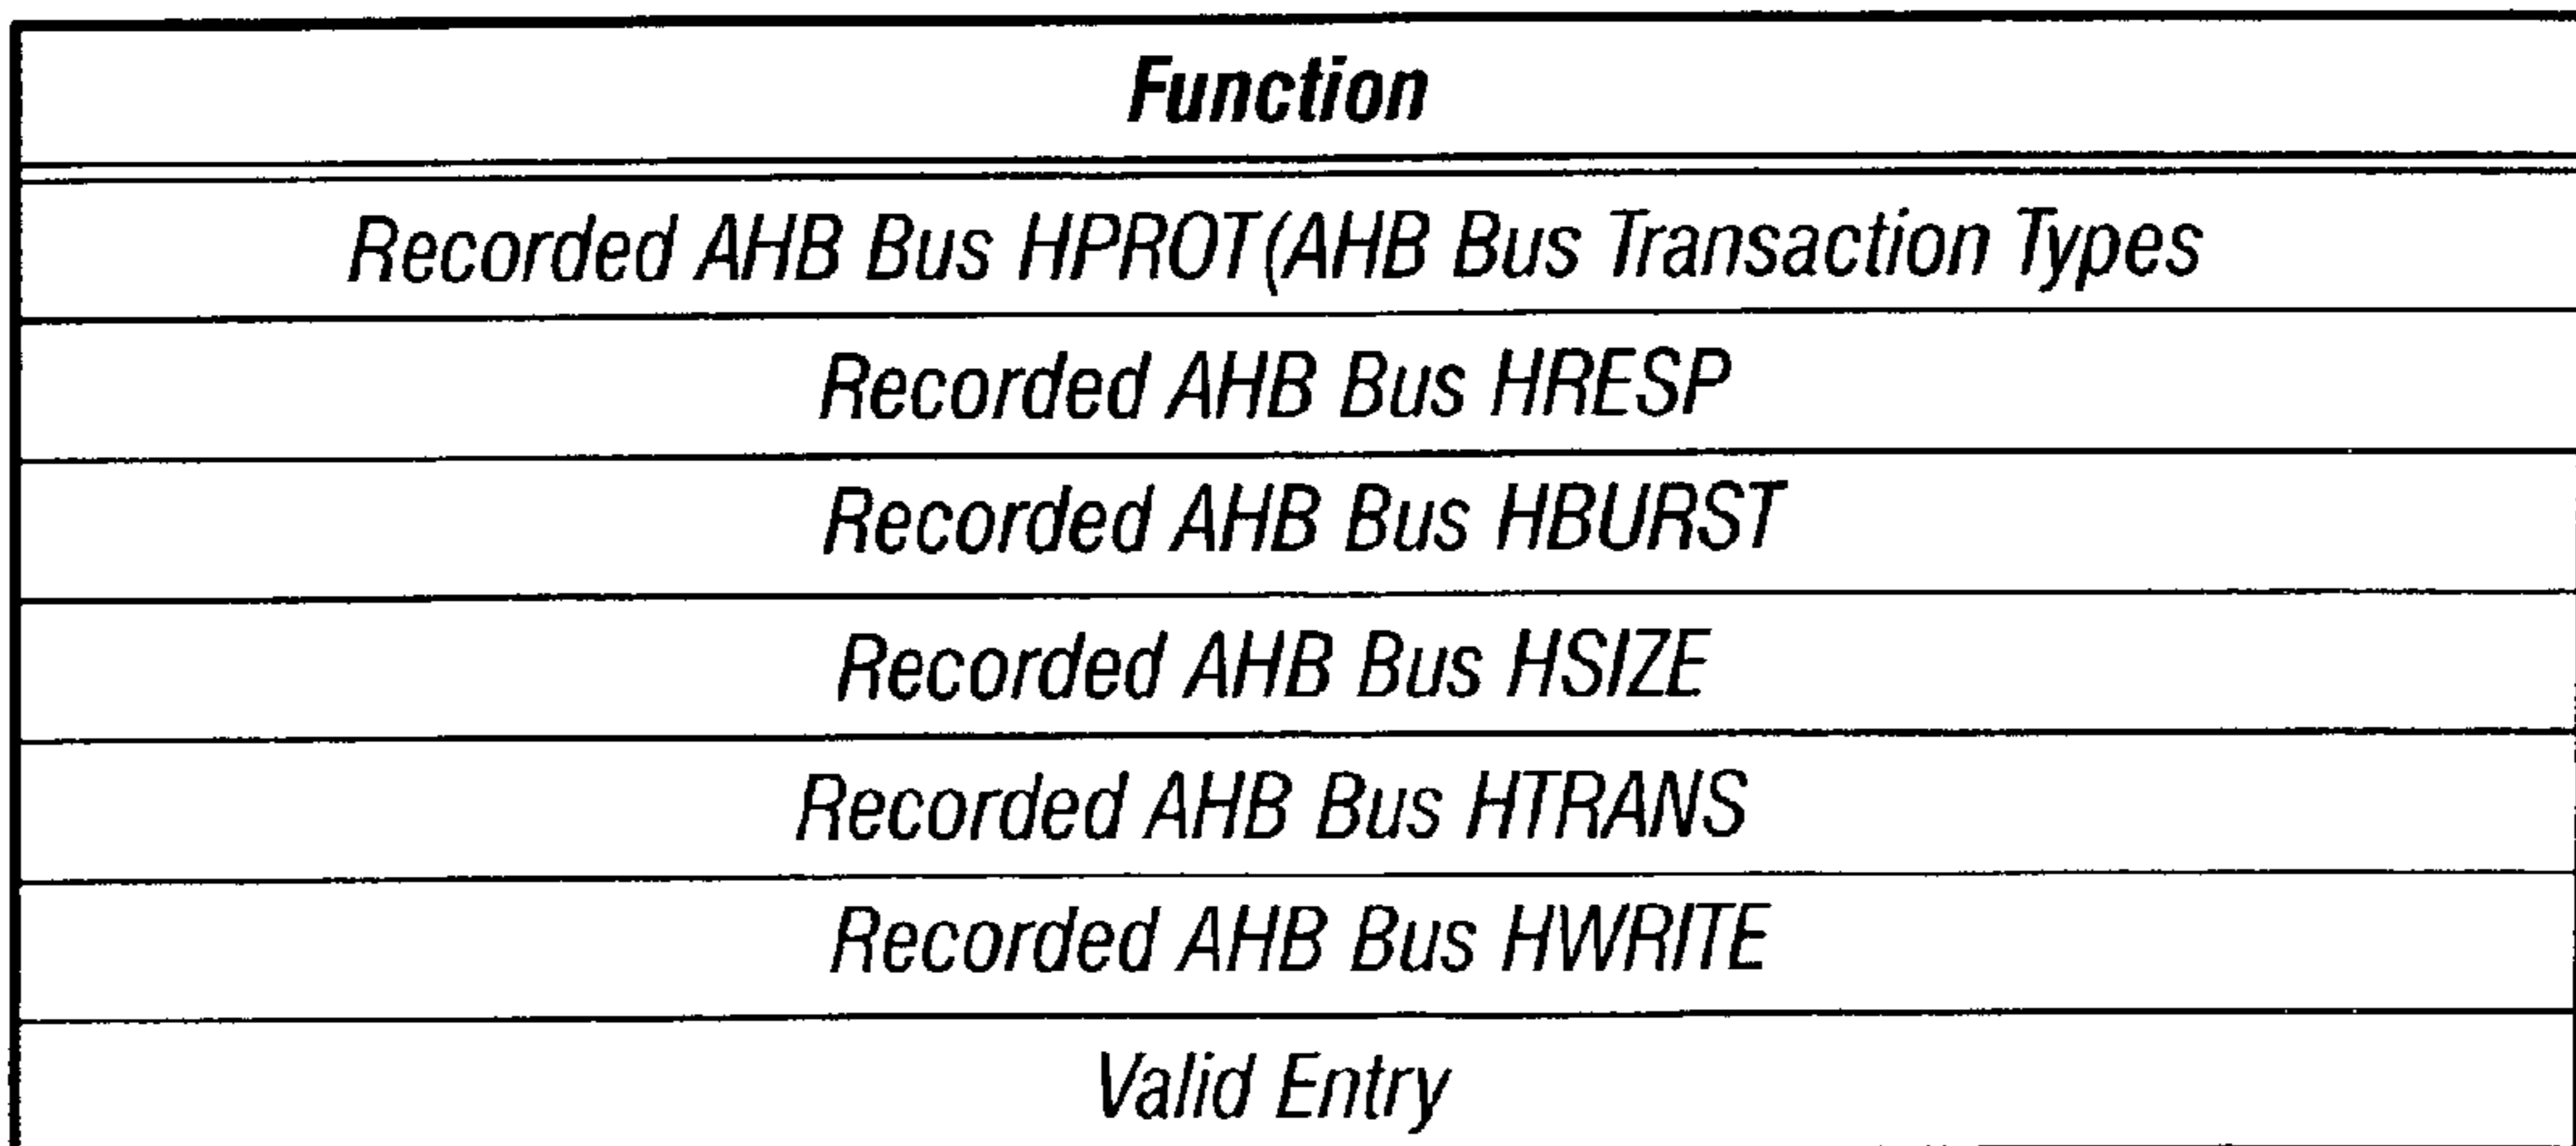 Function
Recorded AHB Bus HPROT(AHB Bus Transaction Types
Recorded AHB Bus HRESP
Recorded AHB Bus HBURST
Recorded AHB Bus HSIZE
Recorded AHB Bus HTRANS
Recorded AHB Bus HWRITE
Valid Entry